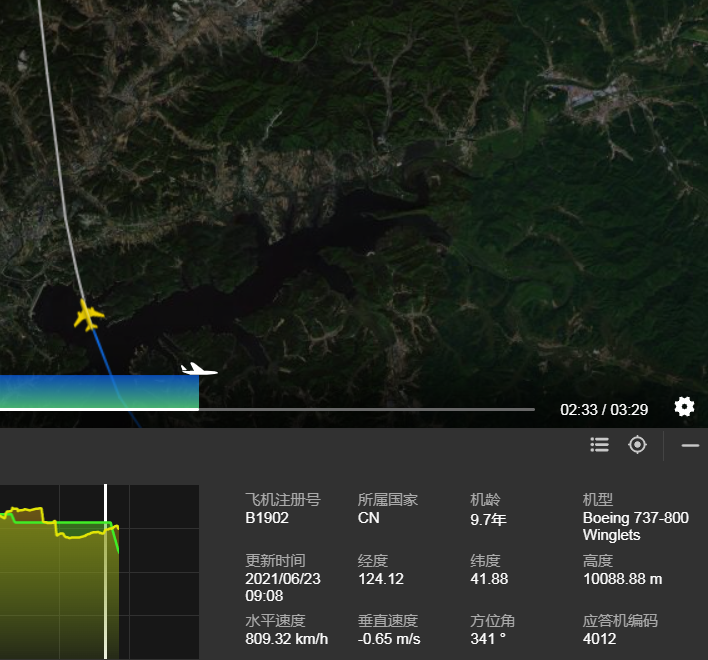 02:33 / 03:29
飞机注册号 所属国家 机龄 机型
B1902 CN 9.7年 Boeing 737-800
Winglets
更新时间 经度 纬度 高度
2021/06/23 124.12 41.88 10088.88 m
09:08
水平速度 垂直速度 方位角 应答机编码
809.32 km/h -0.65 m/s 341 ° 4012